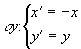 σy: { x′ = −x
y′ = y